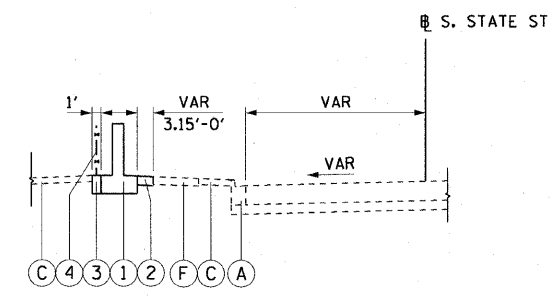 ℄ S. STATE ST
1' VAR VAR
3.15'-0'
VAR
C 4 3 1 2 F C A